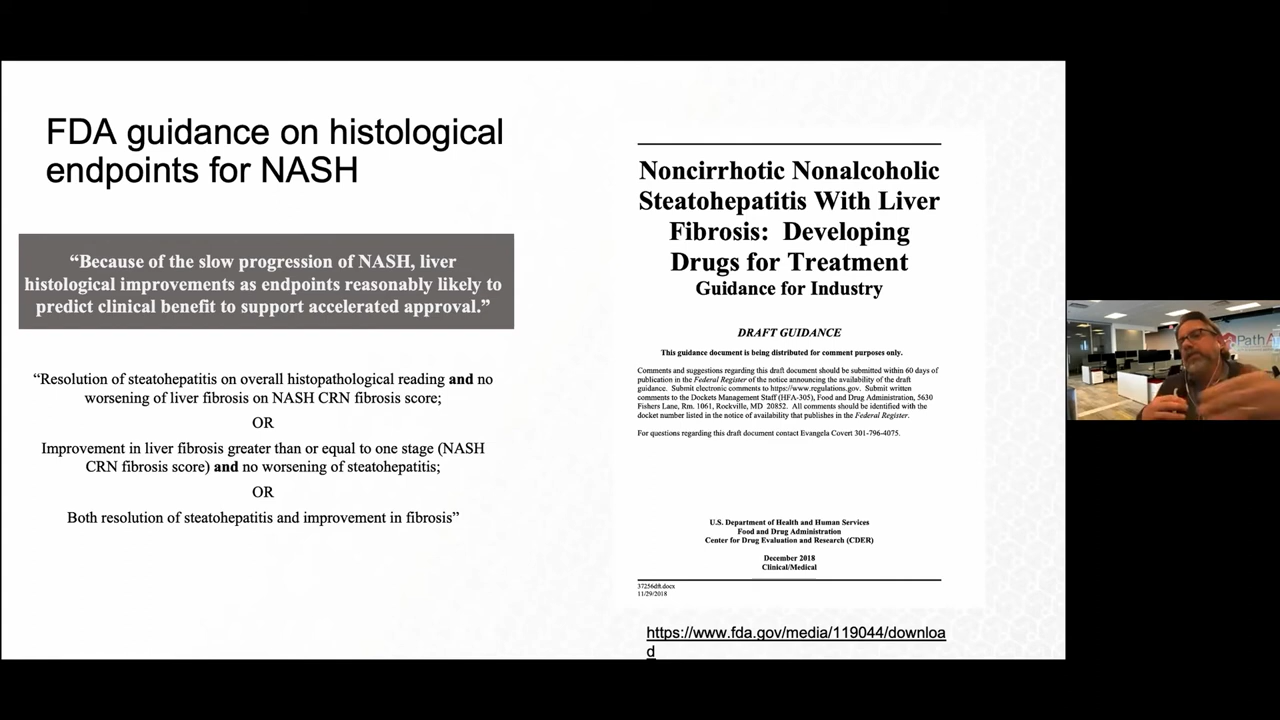 FDA guidance on histological
endpoints for NASH
“Because of the slow progression of NASH, liver
histological improvements as endpoints reasonably likely to
predict clinical benefit to support accelerated approval.”
“Resolution of steatohepatitis on overall histopathological reading and no
worsening of liver fibrosis on NASH CRN fibrosis score;
OR
Improvement in liver fibrosis greater than or equal to one stage (NASH
CRN fibrosis score) and no worsening of steatohepatitis;
OR
Both resolution of steatohepatitis and improvement in fibrosis”
Noncirrhotic Nonalcoholic
Steatohepatitis With Liver
Fibrosis: Developing
Drugs for Treatment
Guidance for Industry
DRAFT GUIDANCE
This guidance document is being distributed for comment purposes only.
Comments and suggestions regarding this draft document should be submitted within 60 days of
publication in the Federal Register of the notice announcing the availability of the draft
guidance. Submit electronic comments to https://www.regulations.gov. Submit written
comments to the Dockets Management Staff (HFA-305), Food and Drug Administration, 5630
Fishers Lane, Rm. 1061, Rockville, MD 20852. All comments should be identified with the
docket number listed in the notice of availability that publishes in the Federal Register.
For questions regarding this draft document contact Evangela Covert 301-796-4075.
U.S. Department of Health and Human Services
Food and Drug Administration
Center for Drug Evaluation and Research (CDER)
December 2018
Clinical/Medical
37256dft.docx
11/29/2018
https://www.fda.gov/media/119044/downloa
d
PathAI